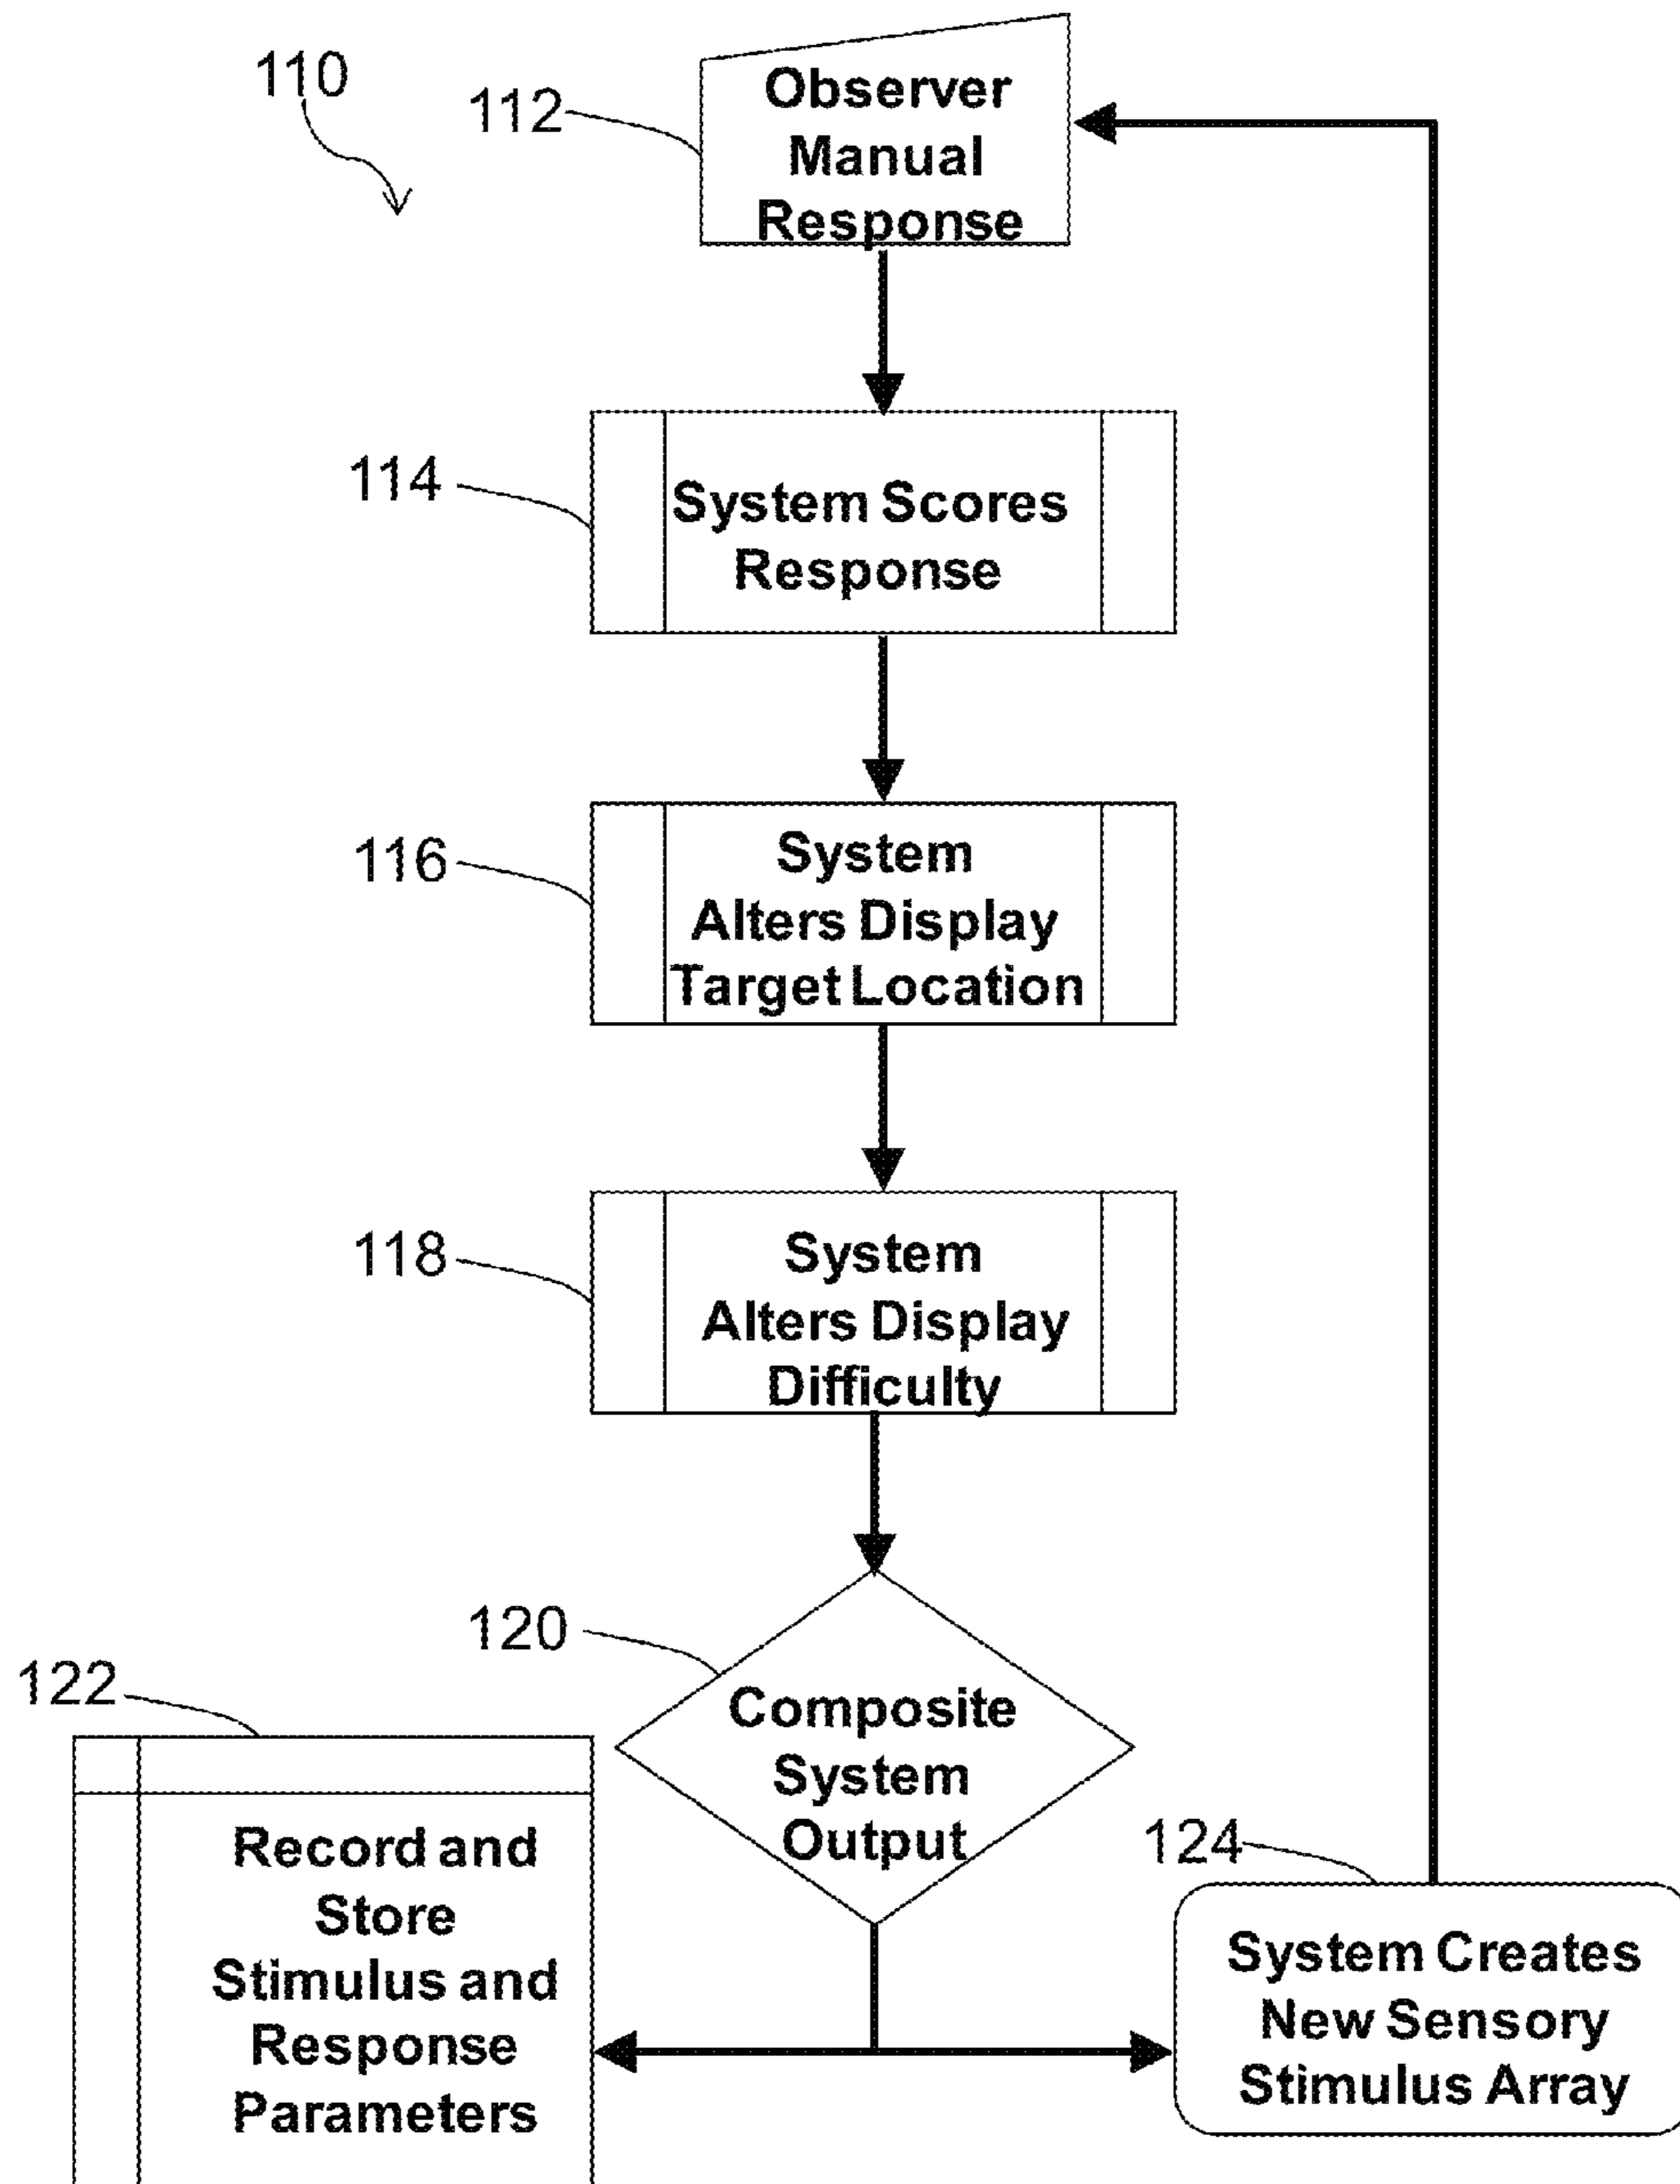 110
112
Observer
Manual
Response
114
System Scores
Response
116
System
Alters Display
Target Location
118
System
Alters Display
Difficulty
120
Composite
System
Output
122
Record and
Store
Stimulus and
Response
Parameters
124
System Creates
New Sensory
Stimulus Array